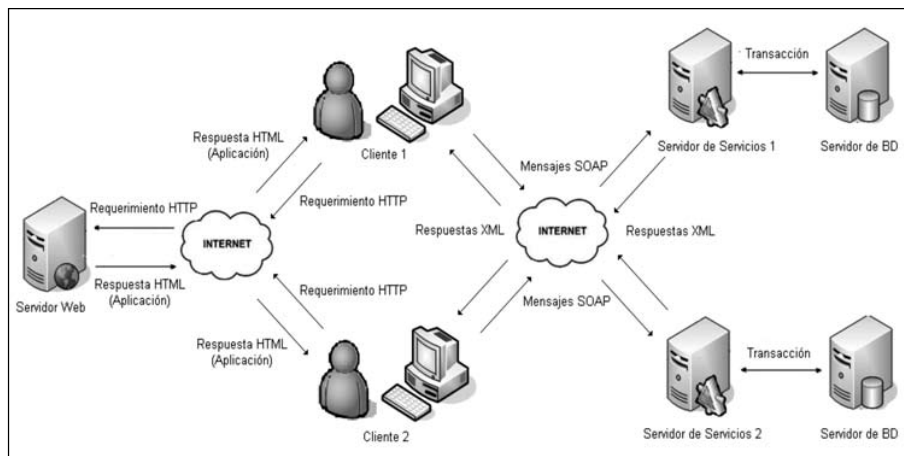 Transacción
Respuesta HTML
(Aplicación)
Cliente 1
Servidor de Servicios 1
Servidor de BD
Mensajes SOAP
Requerimiento HTTP
Requerimiento HTTP
INTERNET
Respuestas XML
INTERNET
Respuestas XML
Servidor Web
Respuesta HTML
(Aplicación)
Requerimiento HTTP
Mensajes SOAP
Respuesta HTML
(Aplicación)
Transacción
Cliente 2
Servidor de Servicios 2
Servidor de BD